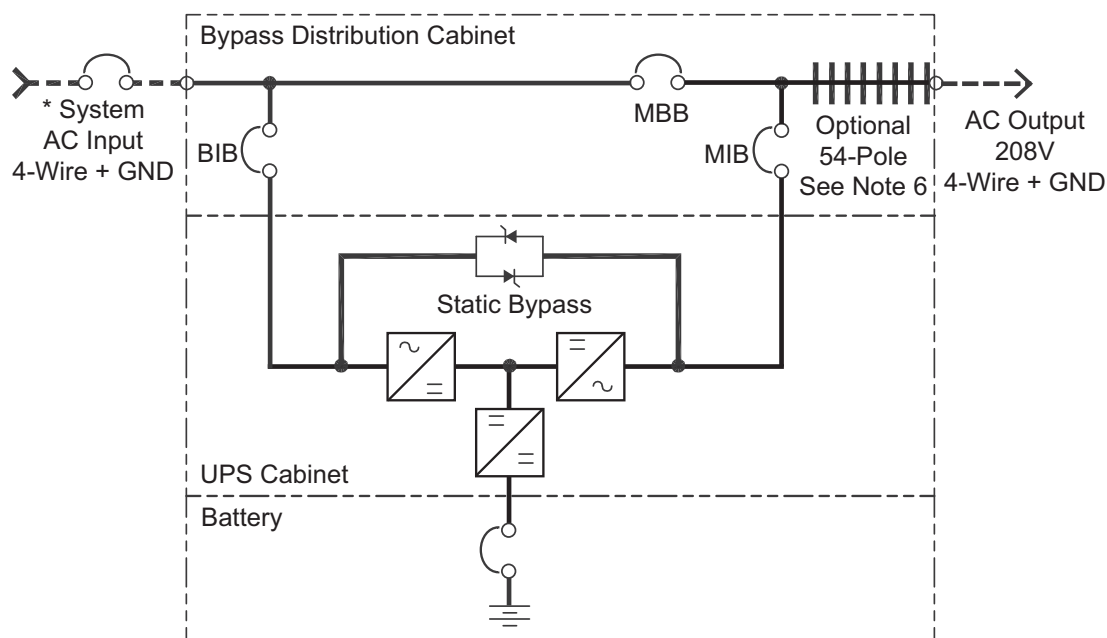 Bypass Distribution Cabinet
* System
AC Input
4-Wire + GND
BIB
MBB
MIB
Optional
54-Pole
See Note 6
AC Output
208V
4-Wire + GND
Static Bypass
UPS Cabinet
Battery